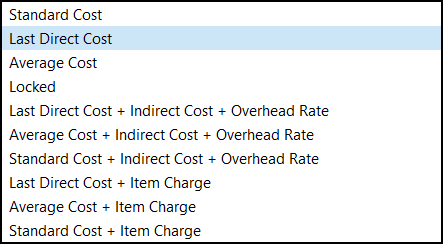 Standard Cost
Last Direct Cost
Average Cost
Locked
Last Direct Cost + Indirect Cost + Overhead Rate
Average Cost + Indirect Cost + Overhead Rate
Standard Cost + Indirect Cost + Overhead Rate
Last Direct Cost + Item Charge
Average Cost + Item Charge
Standard Cost + Item Charge